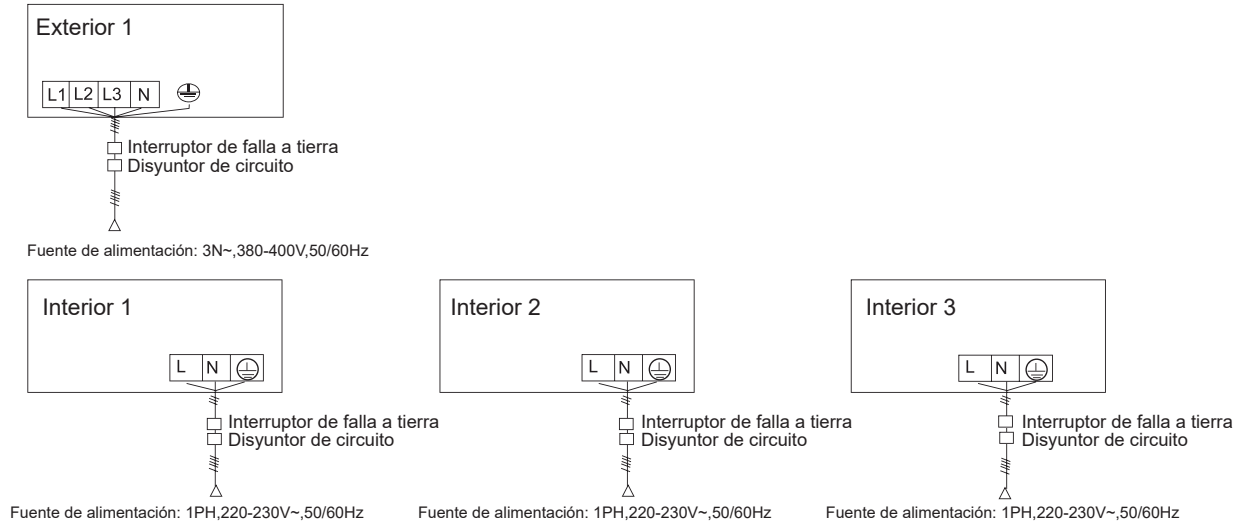 Exterior 1
L1 L2 L3 N
Interruptor de falla a tierra
Disyuntor de circuito
Fuente de alimentación: 3N~,380-400V,50/60Hz
Interior 1
L N
Interruptor de falla a tierra
Disyuntor de circuito
Fuente de alimentación: 1PH,220-230V~,50/60Hz
Interior 2
L N
Interruptor de falla a tierra
Disyuntor de circuito
Fuente de alimentación: 1PH,220-230V~,50/60Hz
Interior 3
L N
Interruptor de falla a tierra
Disyuntor de circuito
Fuente de alimentación: 1PH,220-230V~,50/60Hz